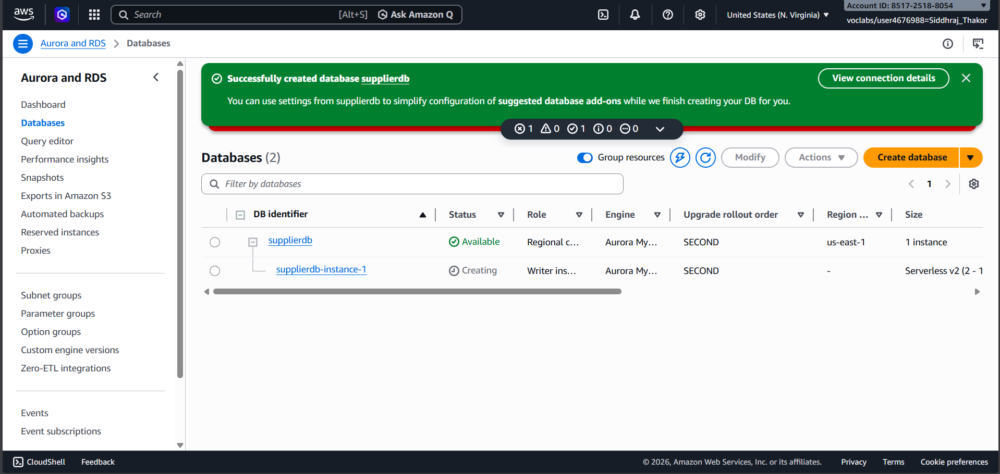 aws
Search [Alt+S] Ask Amazon Q
United States (N. Virginia)
Account ID: 8517-2518-8054
voclabs/user4676988=Siddhraj_Thakor
Aurora and RDS > Databases
Aurora and RDS
Dashboard
Databases
Query editor
Performance insights
Snapshots
Exports in Amazon S3
Automated backups
Reserved instances
Proxies
Subnet groups
Parameter groups
Option groups
Custom engine versions
Zero-ETL integrations
Events
Event subscriptions
Successfully created database supplierdb
View connection details
You can use settings from supplierdb to simplify configuration of suggested database add-ons while we finish creating your DB for you.
1 0 1 0 0
Databases (2)
Group resources
Modify
Actions
Create database
Filter by databases
1
DB identifier Status Role Engine Upgrade rollout order Region ... Size
supplierdb Available Regional c... Aurora My... SECOND us-east-1 1 instance
supplierdb-instance-1 Creating Writer ins... Aurora My... SECOND - Serverless v2 (2 - 1
CloudShell Feedback
© 2026, Amazon Web Services, Inc. or its affiliates. Privacy Terms Cookie preferences